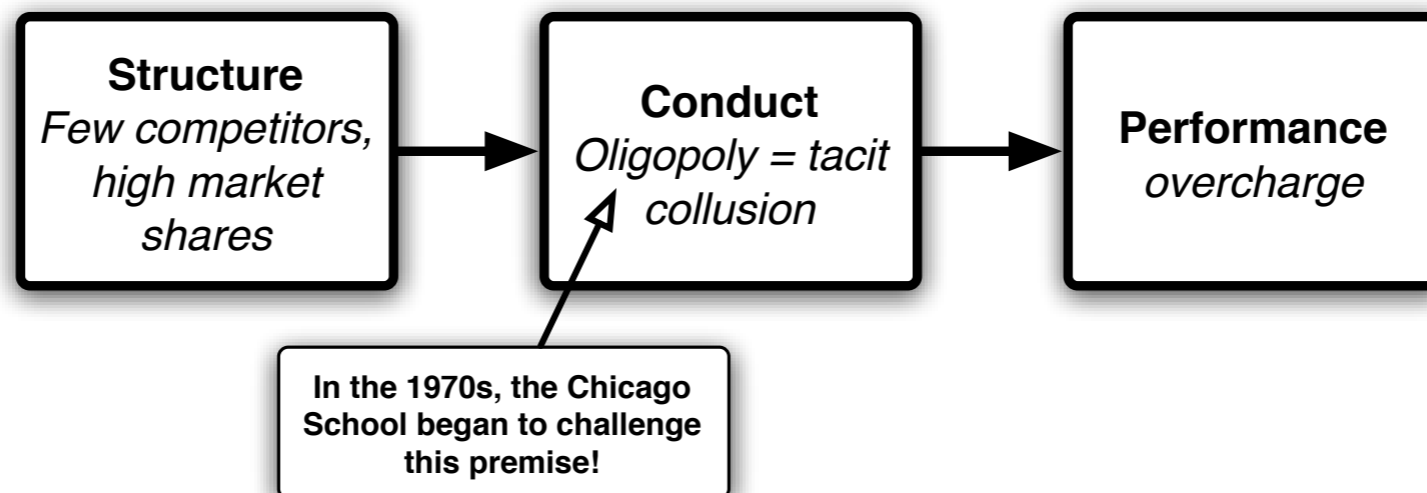 Structure
Few competitors,
high market
shares
Conduct
Oligopoly = tacit
collusion
Performance
overcharge
In the 1970s, the Chicago
School began to challenge
this premise!